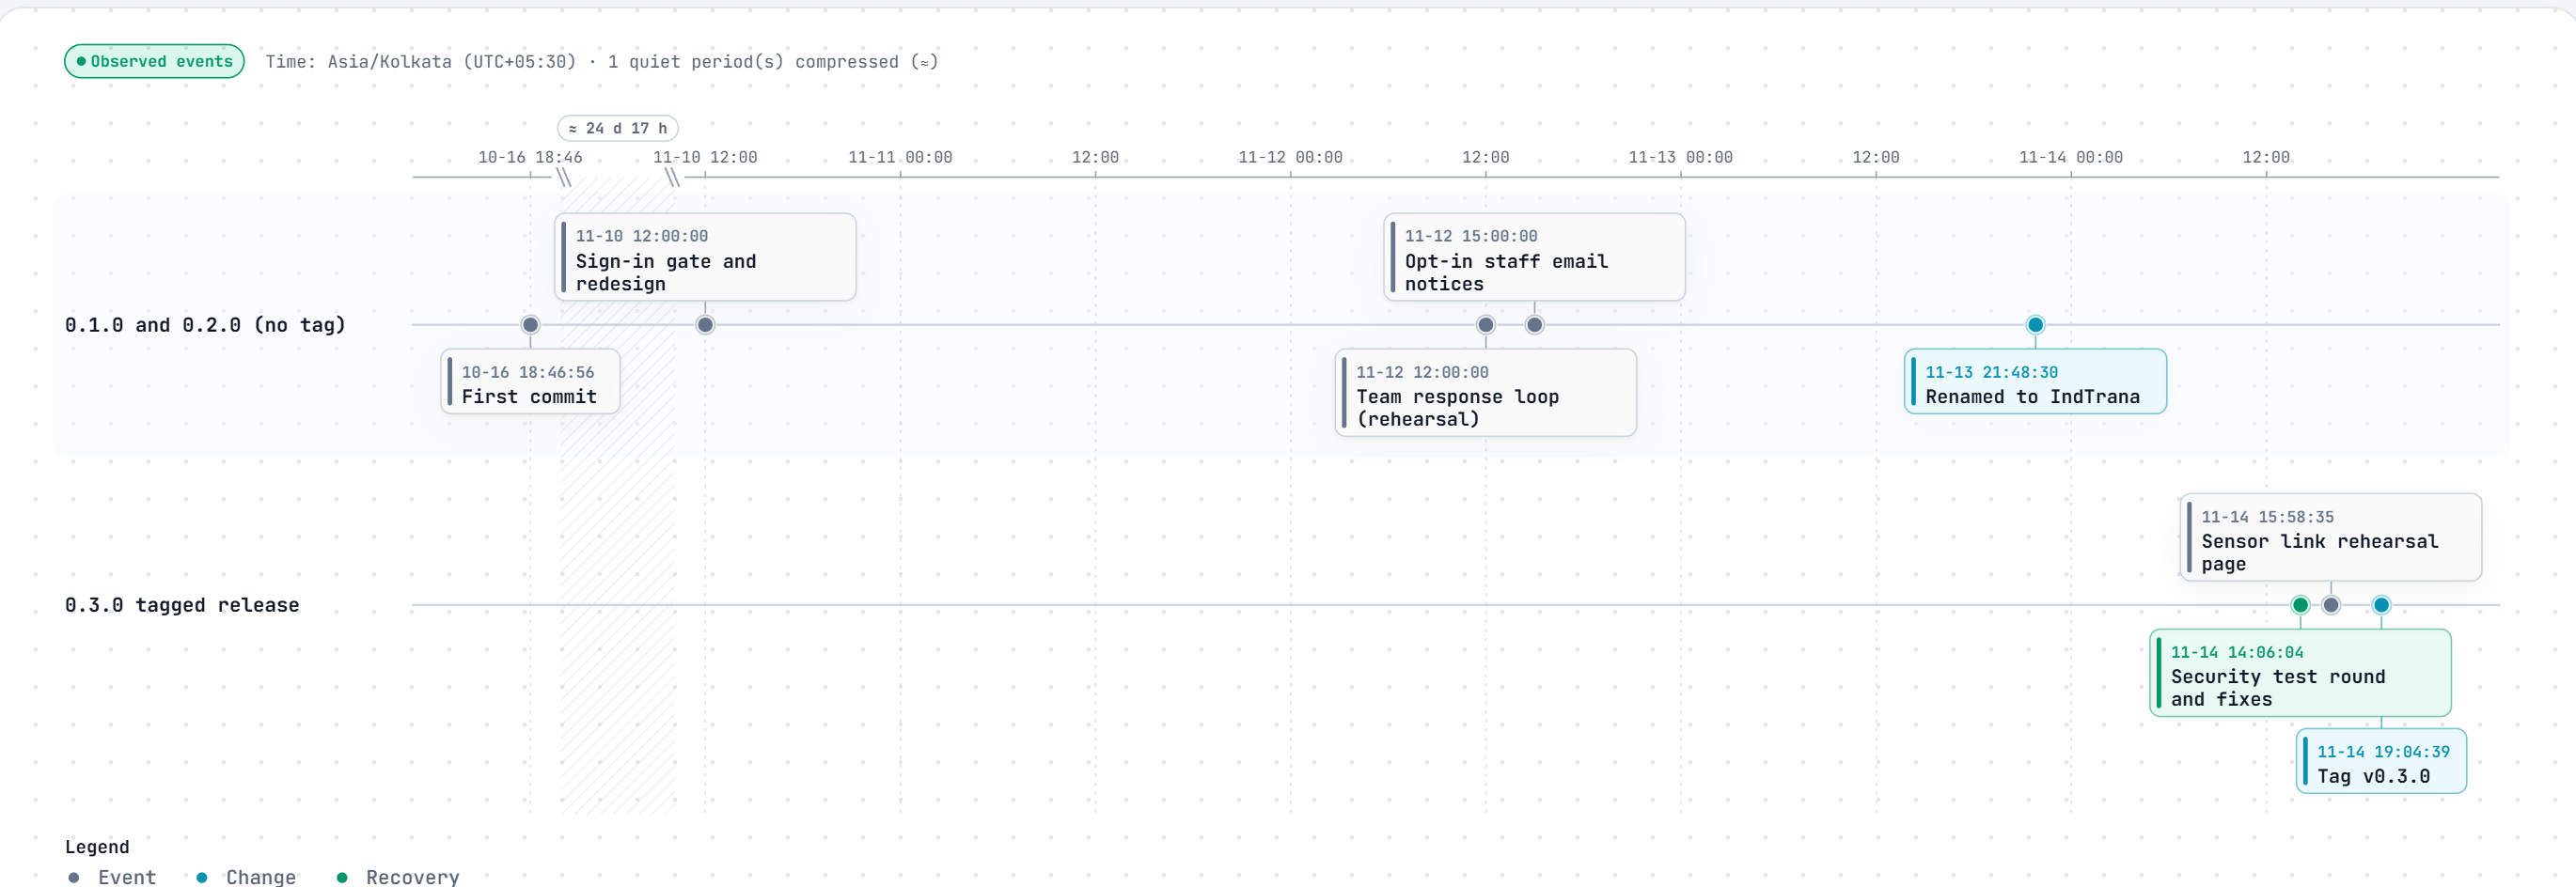 Observed events
Time: Asia/Kolkata (UTC+05:30) · 1 quiet period(s) compressed (≈)
≈ 24 d 17 h
10-16 18:46
11-10 12:00
11-11 00:00
12:00
11-12 00:00
12:00
11-13 00:00
12:00
11-14 00:00
12:00
0.1.0 and 0.2.0 (no tag)
11-10 12:00:00
Sign-in gate and
redesign
11-12 15:00:00
Opt-in staff email
notices
10-16 18:46:56
First commit
11-12 12:00:00
Team response loop
(rehearsal)
11-13 21:48:30
Renamed to IndTrana
0.3.0 tagged release
11-14 15:58:35
Sensor link rehearsal
page
11-14 14:06:04
Security test round
and fixes
11-14 19:04:39
Tag v0.3.0
Legend
Event
Change
Recovery